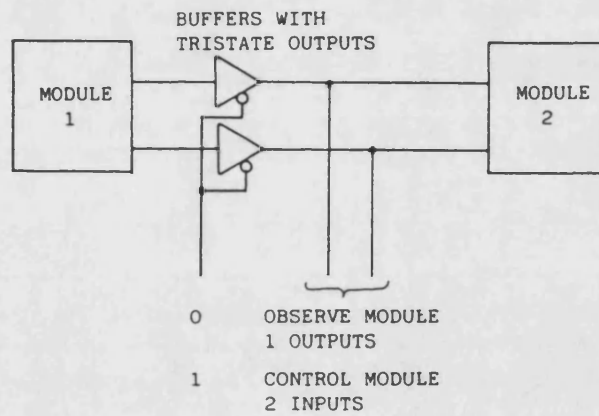 BUFFERS WITH
TRISTATE OUTPUTS
MODULE
1
MODULE
2
0 OBSERVE MODULE
1 OUTPUTS
1 CONTROL MODULE
2 INPUTS